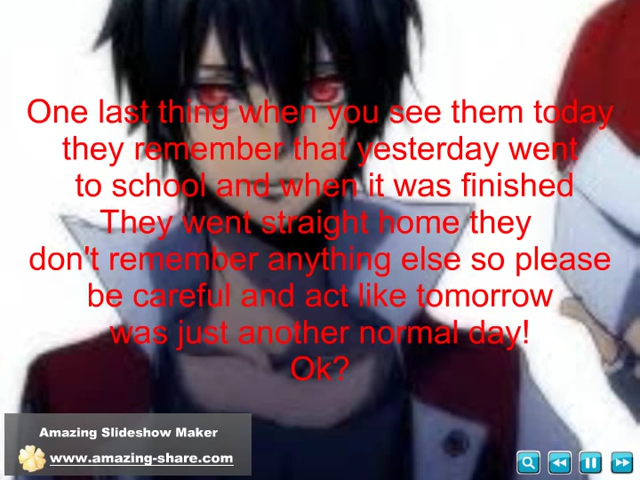 One last thing when you see them today
they remember that yesterday went
to school and when it was finished
They went straight home they
don't remember anything else so please
be careful and act like tomorrow
was just another normal day!
Ok?
Amazing Slideshow Maker
www.amazing-share.com